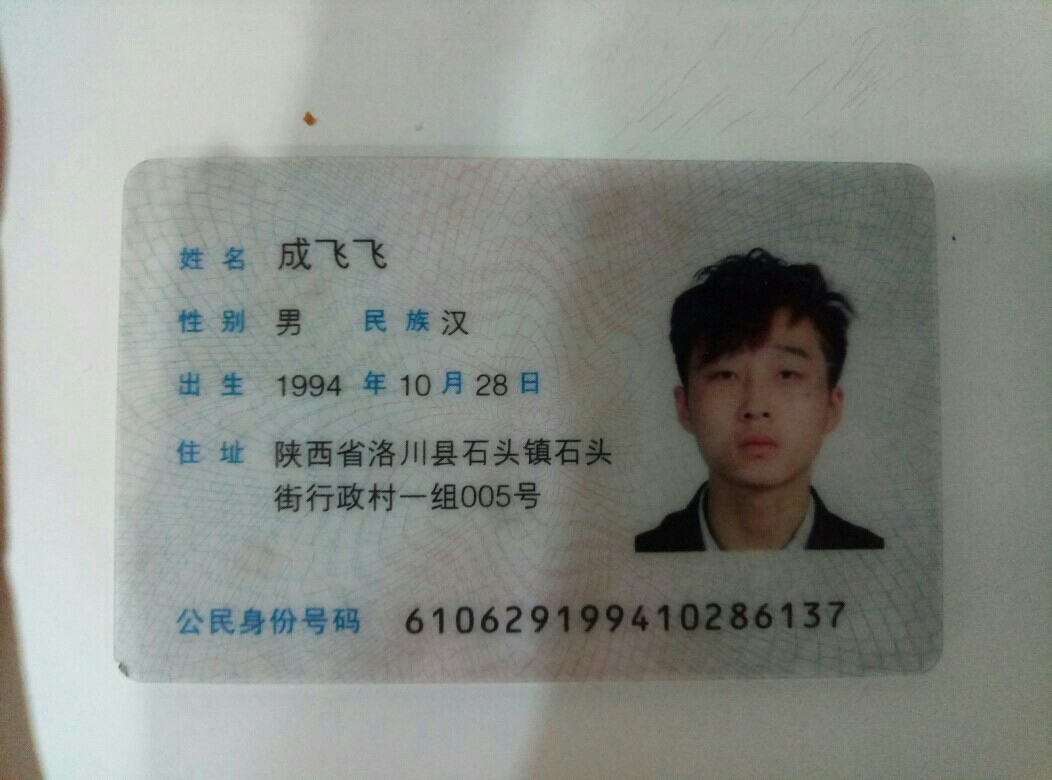 姓名 成飞飞
性别 男 民族 汉
出生 1994 年 10 月 28 日
住址 陕西省洛川县石头镇石头
街行政村一组005号
公民身份号码 610629199410286137